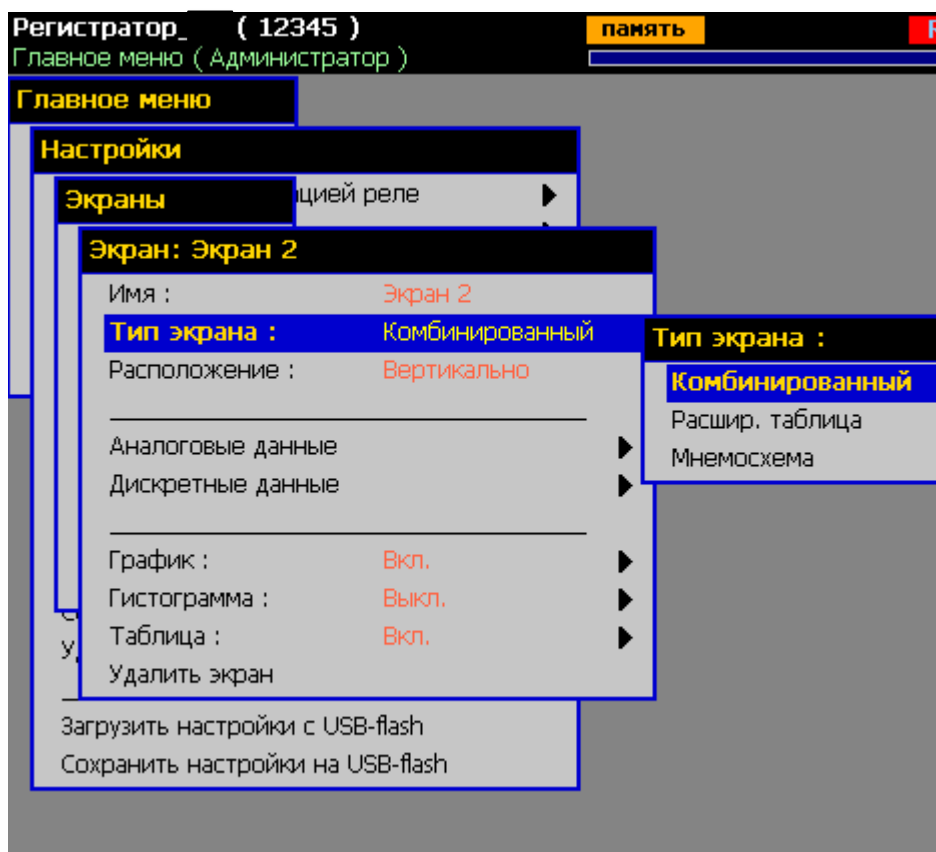 Регистратор_ ( 12345 ) память
Главное меню ( Администратор )
Главное меню
Настройки
Экраны
цией реле
Экран: Экран 2
Имя : Экран 2
Тип экрана : Комбинированный
Расположение : Вертикально
Аналоговые данные
Дискретные данные
График : Вкл.
Гистограмма : Выкл.
Таблица : Вкл.
Удалить экран
Загрузить настройки с USB-flash
Сохранить настройки на USB-flash
Тип экрана :
Комбинированный
Расшир. таблица
Мнемосхема